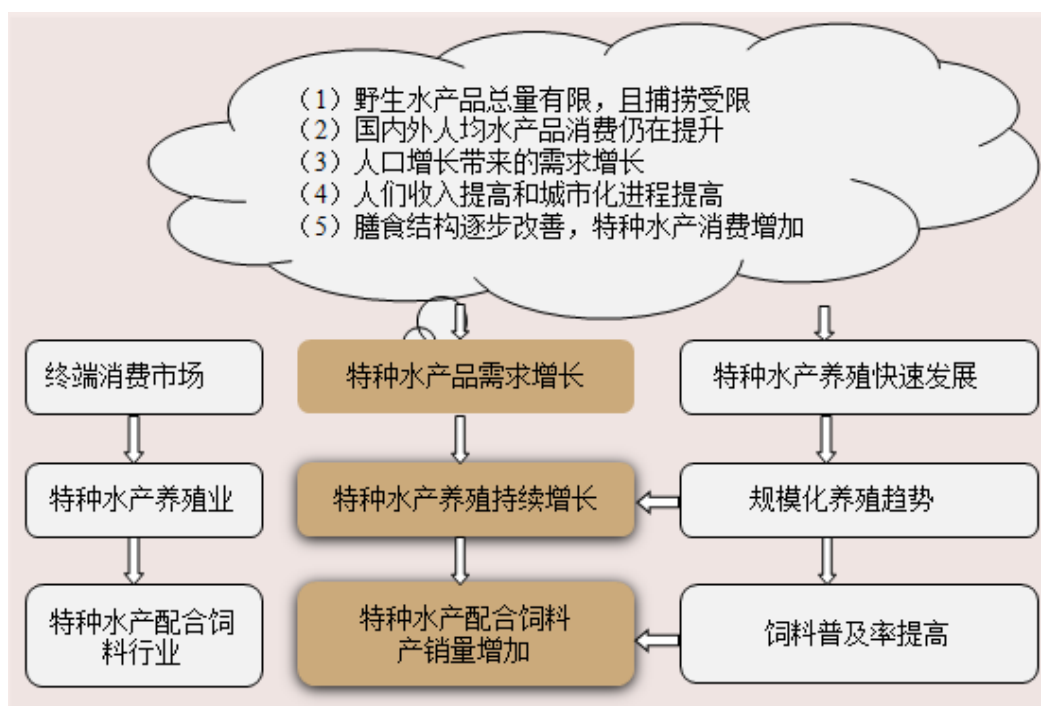 （1）野生水产品总量有限，且捕捞受限
（2）国内外人均水产品消费仍在提升
（3）人口增长带来的需求增长
（4）人们收入提高和城市化进程提高
（5）膳食结构逐步改善，特种水产消费增加
终端消费市场
特种水产品需求增长
特种水产养殖快速发展
特种水产养殖业
特种水产养殖持续增长
规模化养殖趋势
特种水产配合饲
料行业
特种水产配合饲料
产销量增加
饲料普及率提高